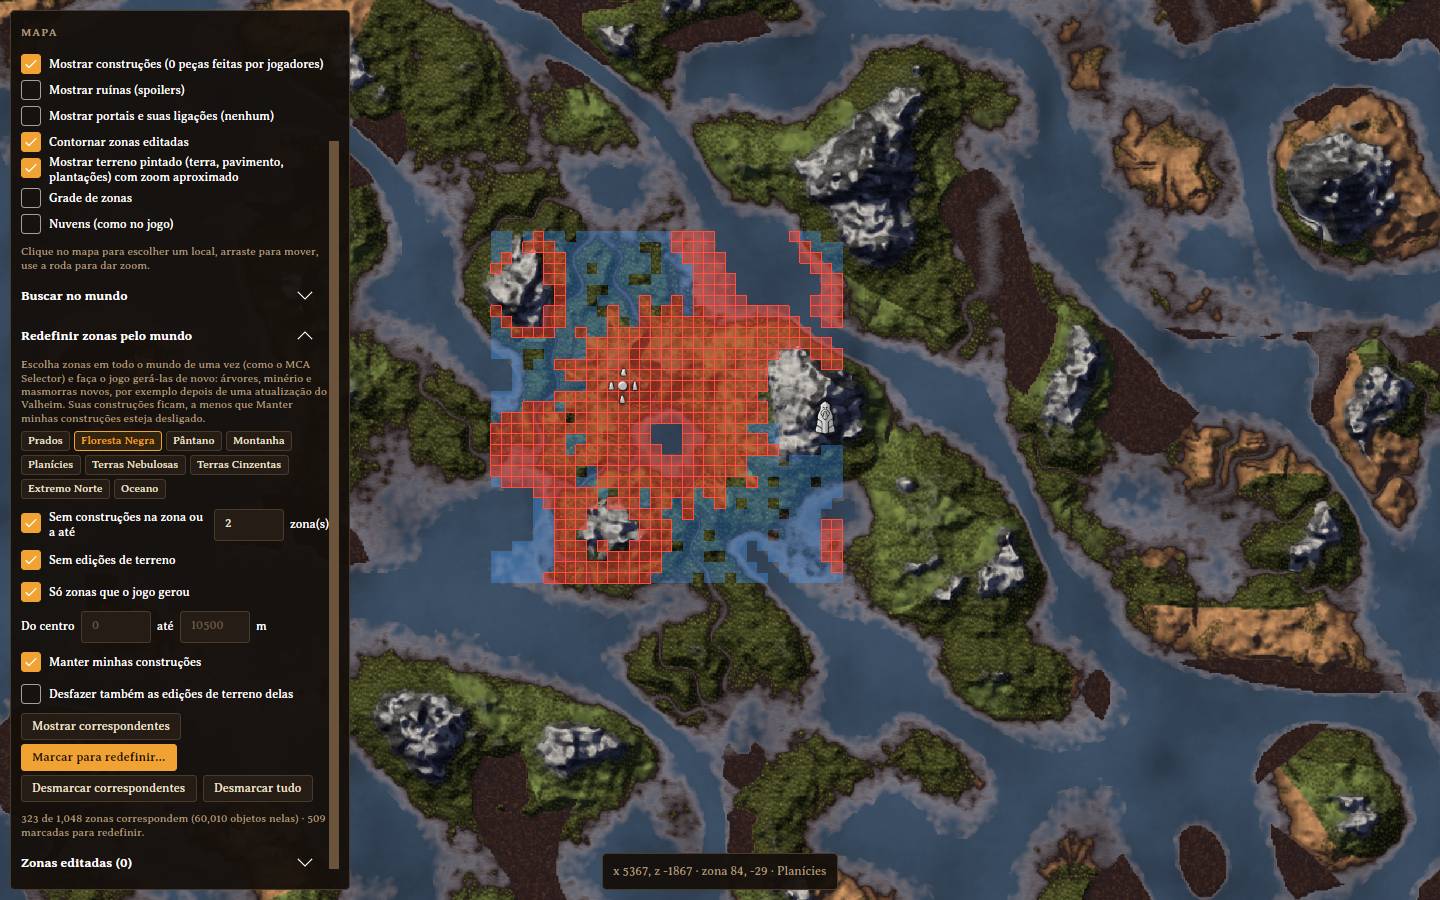 MAPA
Mostrar construções (0 peças feitas por jogadores)
Mostrar ruínas (spoilers)
Mostrar portais e suas ligações (nenhum)
Contornar zonas editadas
Mostrar terreno pintado (terra, pavimento,
plantações) com zoom aproximado
Grade de zonas
Nuvens (como no jogo)
Clique no mapa para escolher um local, arraste para mover,
use a roda para dar zoom.
Buscar no mundo
Redefinir zonas pelo mundo
Escolha zonas em todo o mundo de uma vez (como o MCA
Selector) e faça o jogo gerá-las de novo: árvores, minério e
masmorras novos, por exemplo depois de uma atualização do
Valheim. Suas construções ficam, a menos que Manter
minhas construções esteja desligado.
Prados Floresta Negra Pântano Montanha
Planícies Terras Nebulosas Terras Cinzentas
Extremo Norte Oceano
Sem construções na zona ou
a até 2 zona(s)
Sem edições de terreno
Só zonas que o jogo gerou
Do centro 0 até 10500 m
Manter minhas construções
Desfazer também as edições de terreno delas
Mostrar correspondentes
Marcar para redefinir...
Desmarcar correspondentes Desmarcar tudo
323 de 1,048 zonas correspondem (60,010 objetos nelas) · 509
marcadas para redefinir.
Zonas editadas (0)
x 5367, z -1867 · zona 84, -29 · Planícies